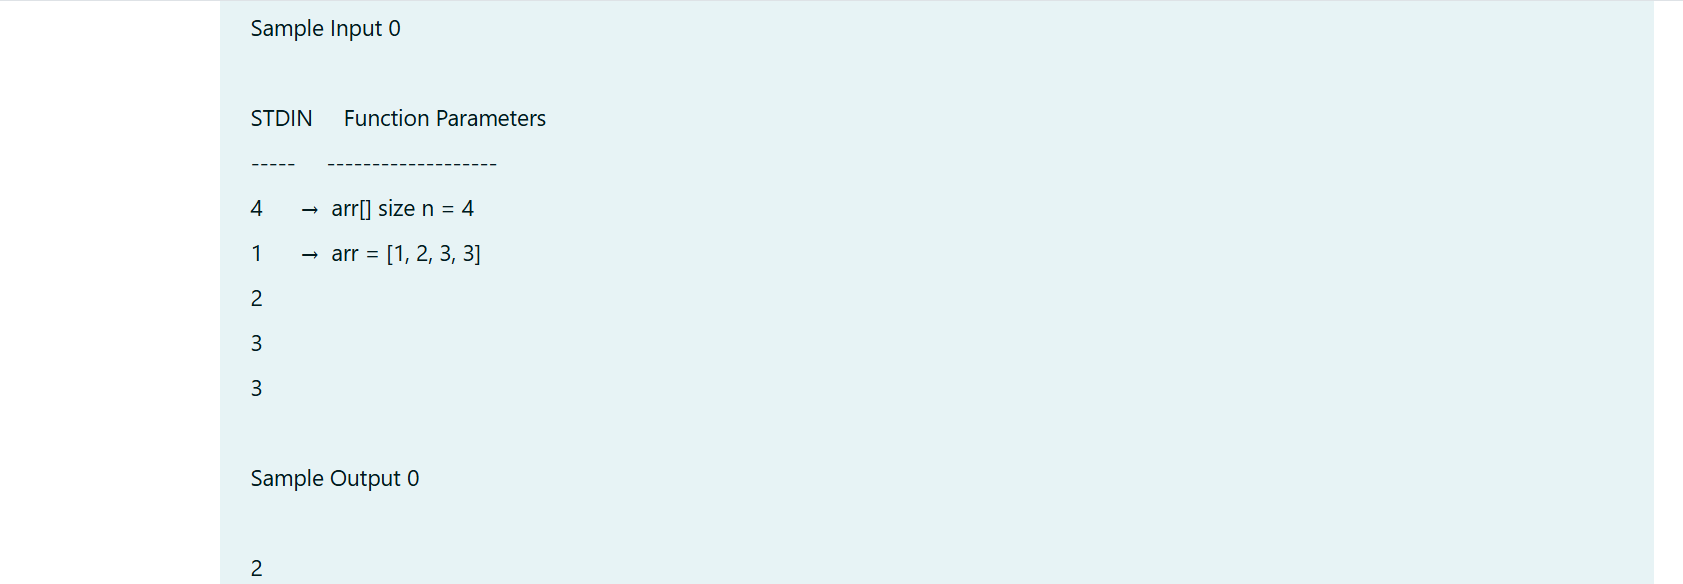 Sample Input 0
STDIN Function Parameters
----- -------------------
4 → arr[] size n = 4
1 → arr = [1, 2, 3, 3]
2
3
3
Sample Output 0
2